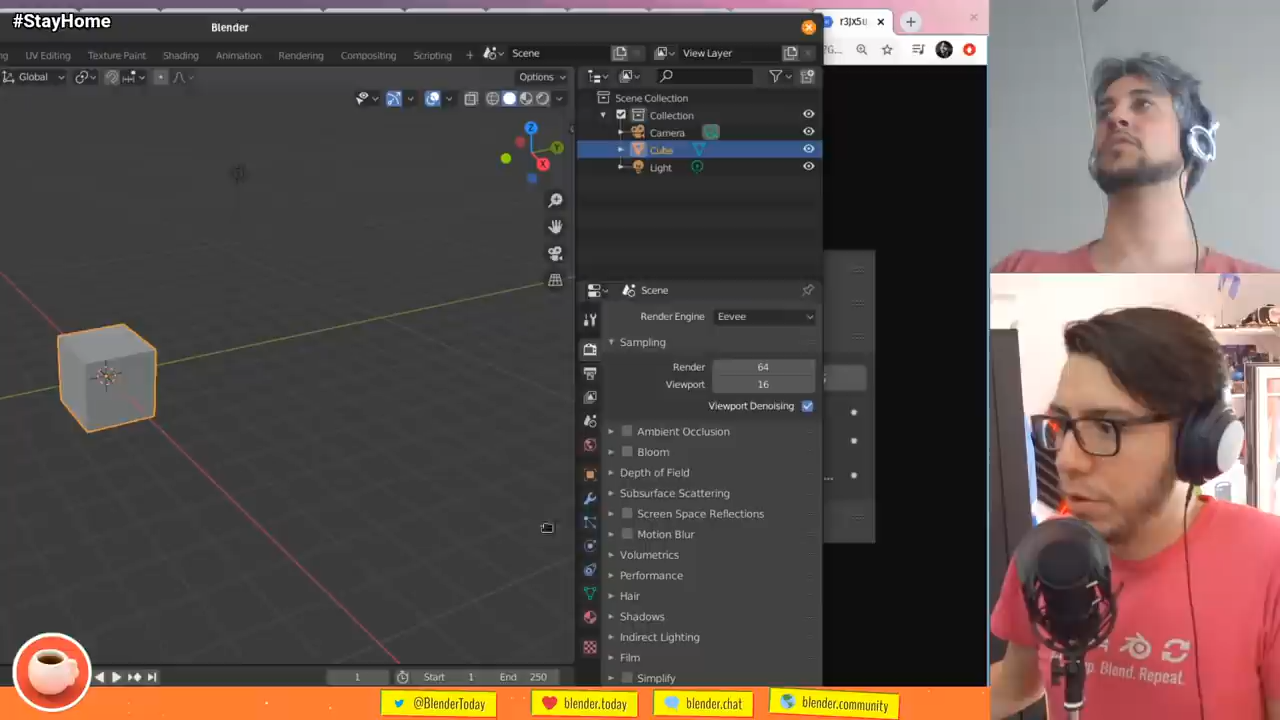 #StayHome
Blender
r3jx5u
ng UV Editing Texture Paint Shading Animation Rendering Compositing Scripting + Scene View Layer
Global
Options
Scene Collection
Collection
Camera
Cube
Light
Z
Y
X
Scene
Render Engine Eevee
Sampling
Render 64
Viewport 16
Viewport Denoising
Ambient Occlusion
Bloom
Depth of Field
Subsurface Scattering
Screen Space Reflections
Motion Blur
Volumetrics
Performance
Hair
Shadows
Indirect Lighting
Film
Simplify
1 Start 1 End 250
p. Blend. Repeat.
@BlenderToday blender.today blender.chat blender.community